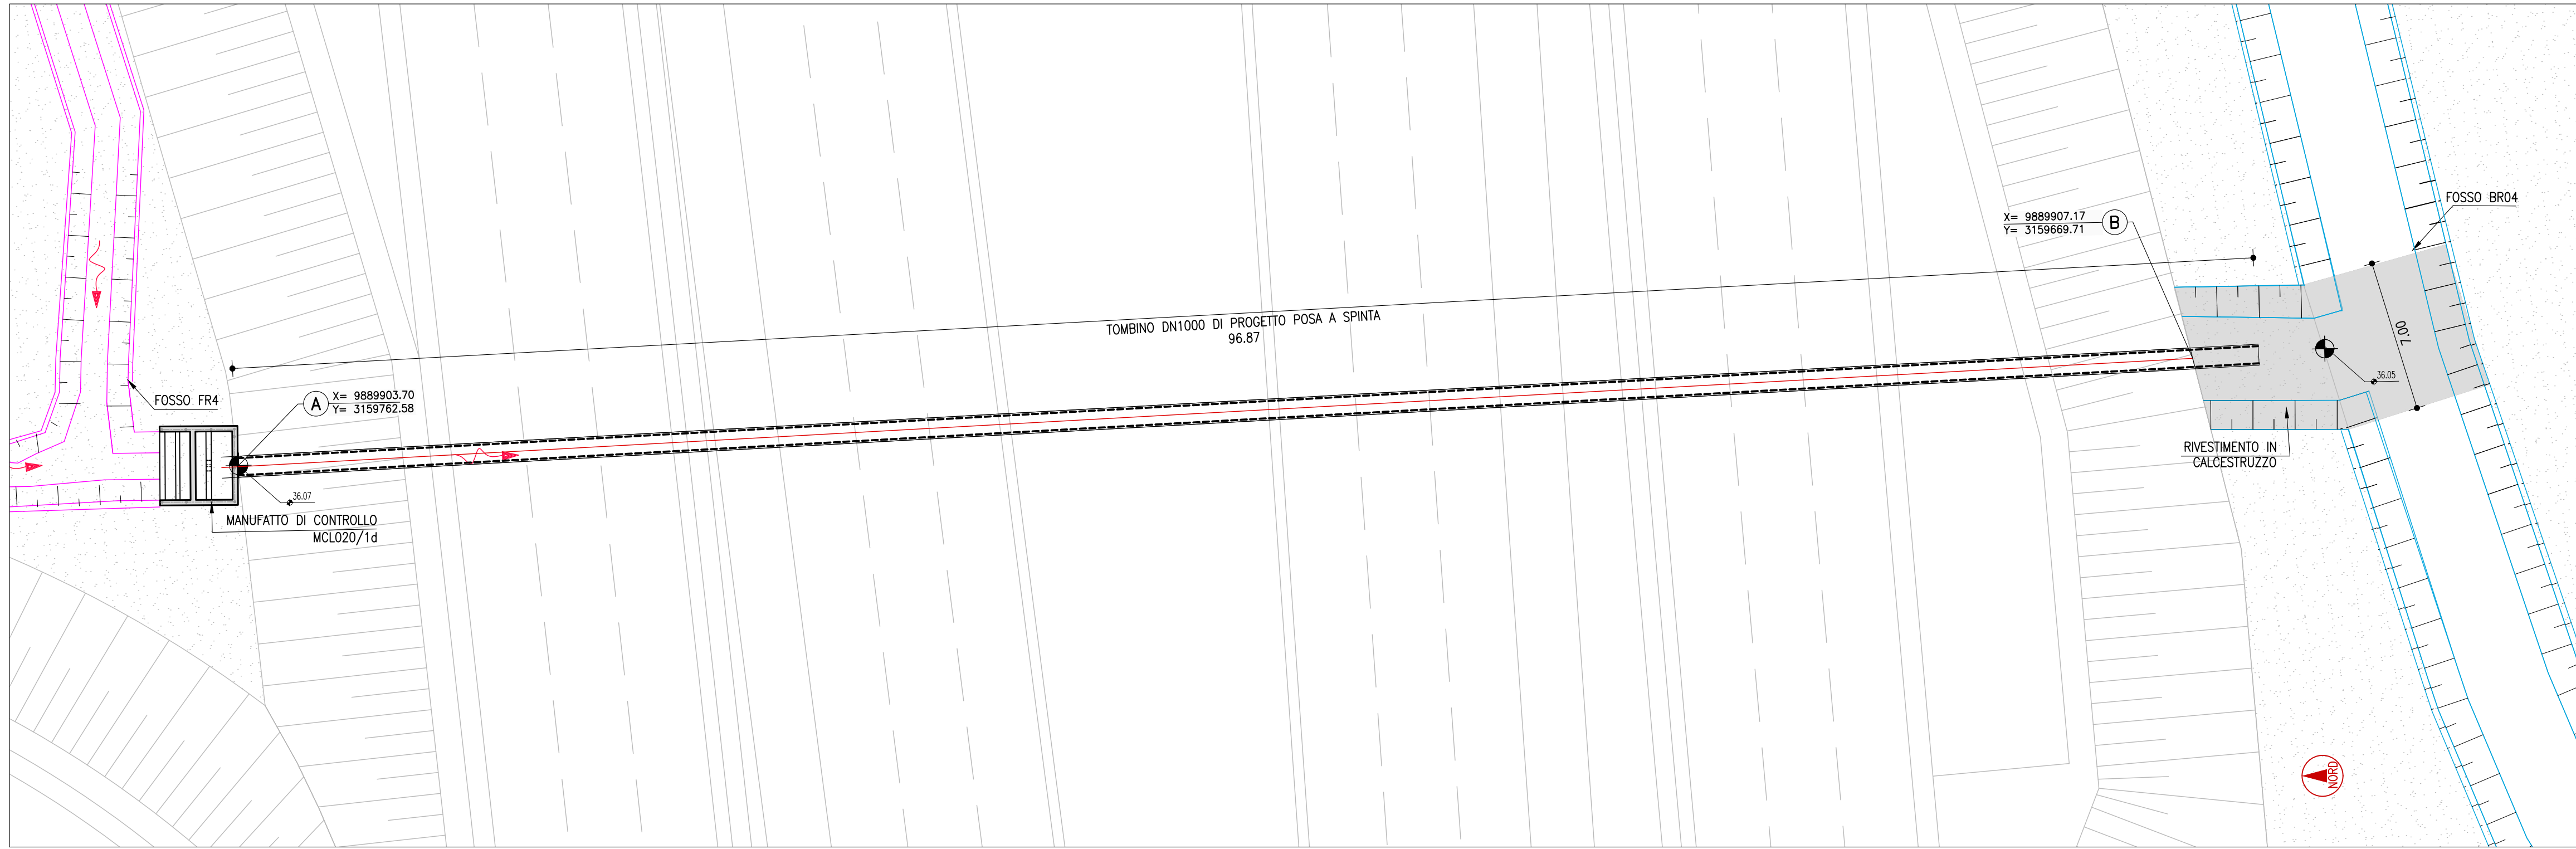 FOSSO FR4
A
X= 9889903.70
Y= 3159762.58
36.07
MANUFATTO DI CONTROLLO
MCL020/1d
TOMBINO DN1000 DI PROGETTO POSA A SPINTA
96.87
X= 9889907.17
Y= 3159669.71
B
FOSSO BR04
7.00
36.05
RIVESTIMENTO IN
CALCESTRUZZO
NORD